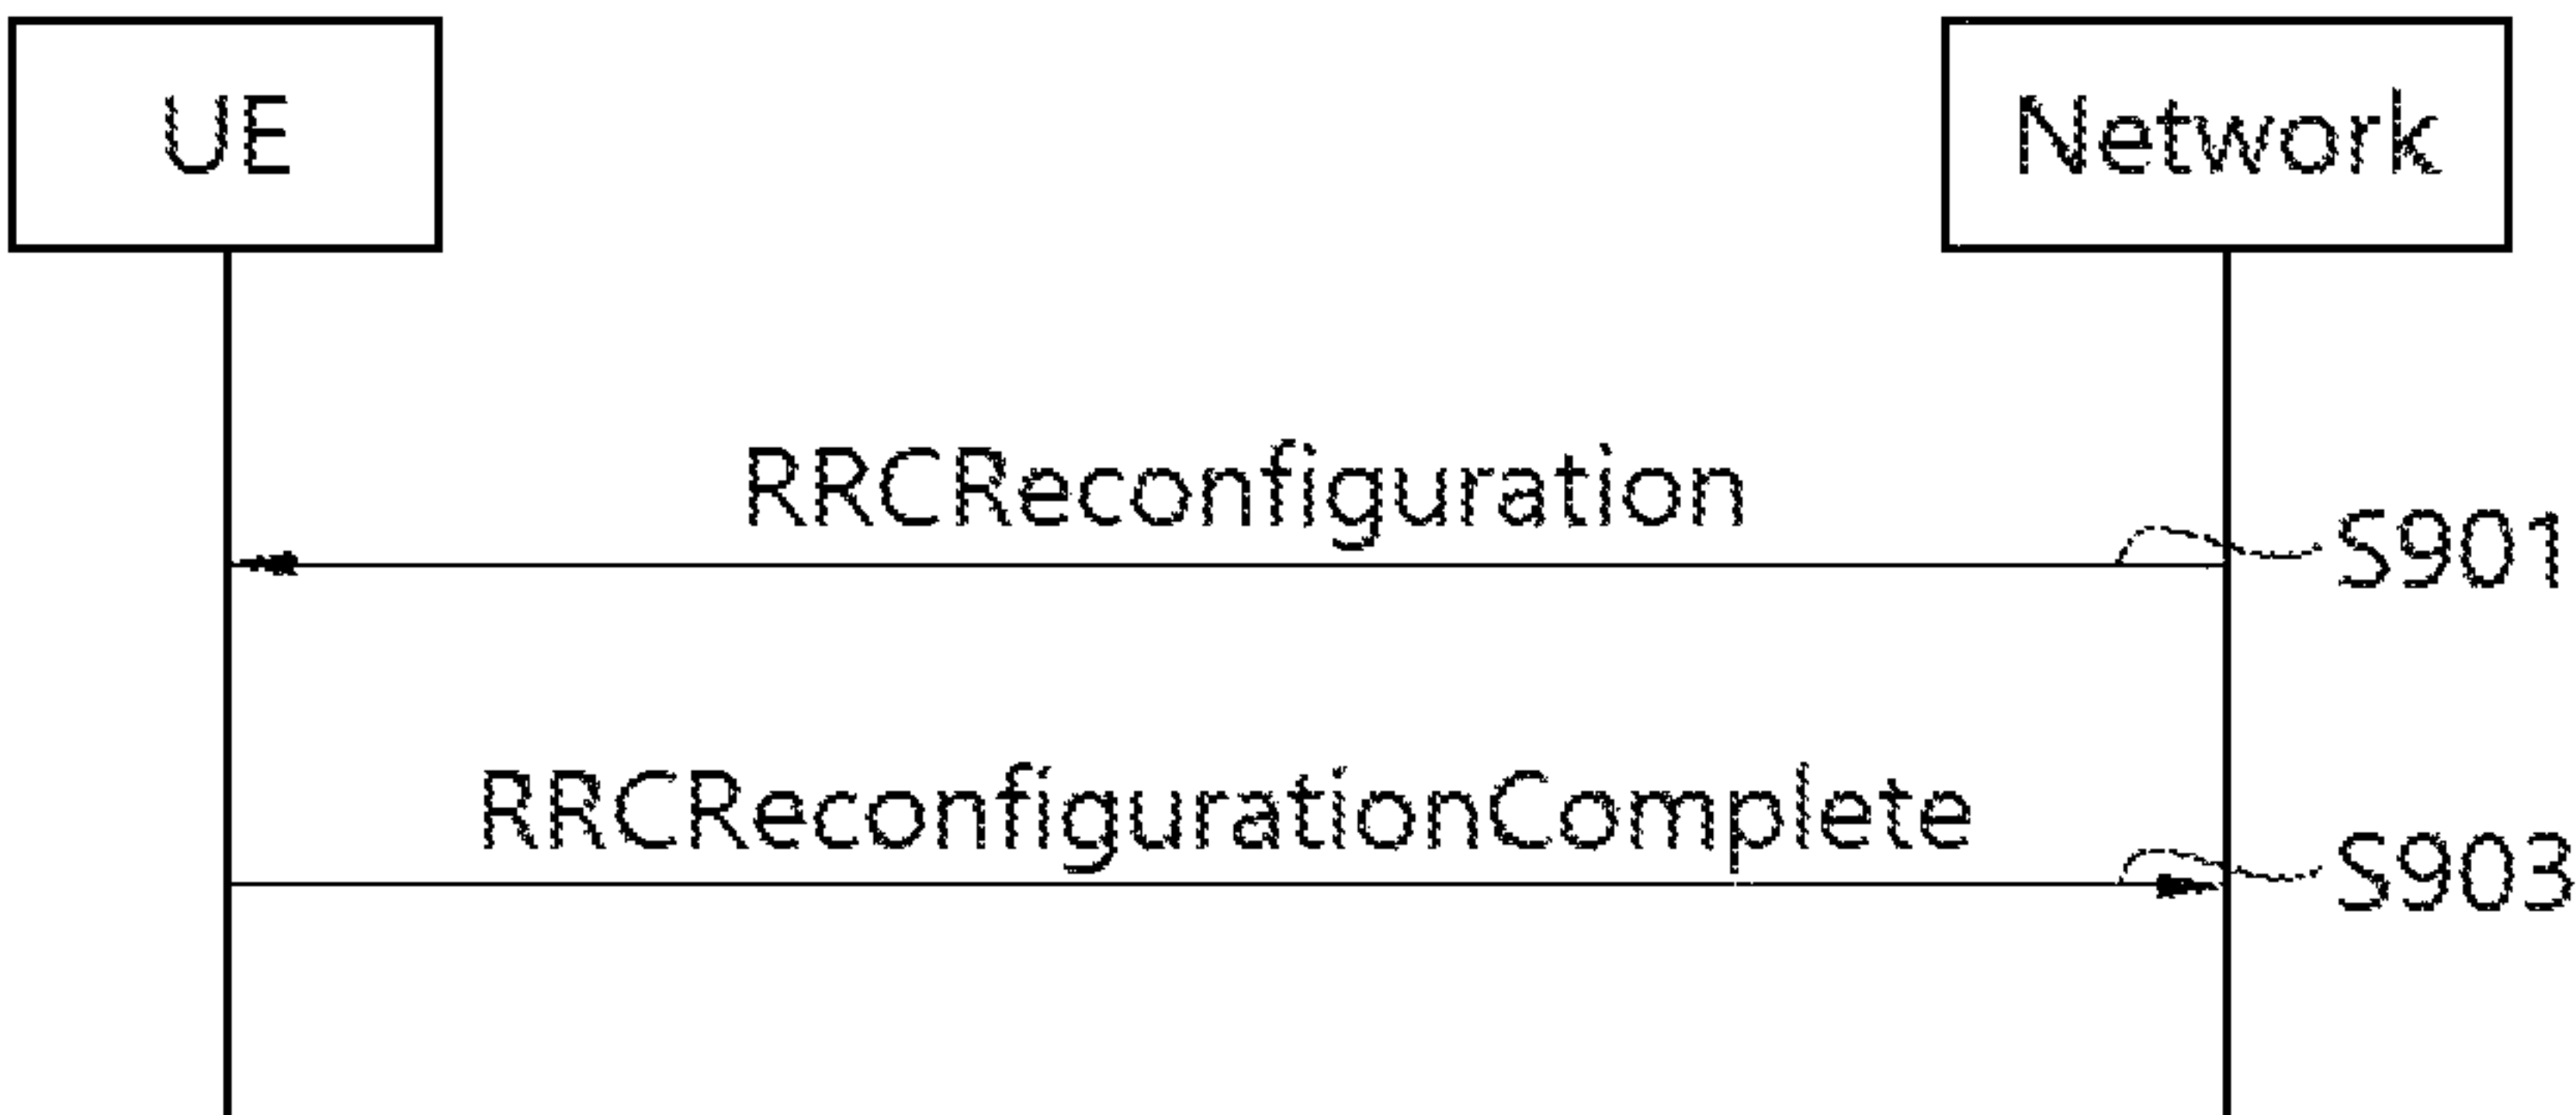 UE
Network
RRCReconfiguration
S901
RRCReconfigurationComplete
S903